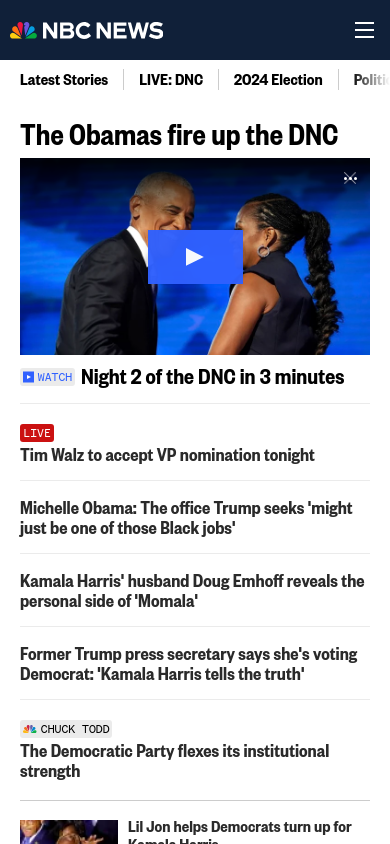 NBC NEWS
Latest Stories
LIVE: DNC
2024 Election
The Obamas fire up the DNC
WATCH Night 2 of the DNC in 3 minutes
LIVE
Tim Walz to accept VP nomination tonight
Michelle Obama: The office Trump seeks 'might
just be one of those Black jobs'
Kamala Harris' husband Doug Emhoff reveals the
personal side of 'Momala'
Former Trump press secretary says she's voting
Democrat: 'Kamala Harris tells the truth'
CHUCK TODD
The Democratic Party flexes its institutional
strength
Lil Jon helps Democrats turn up for
Kamala Harris